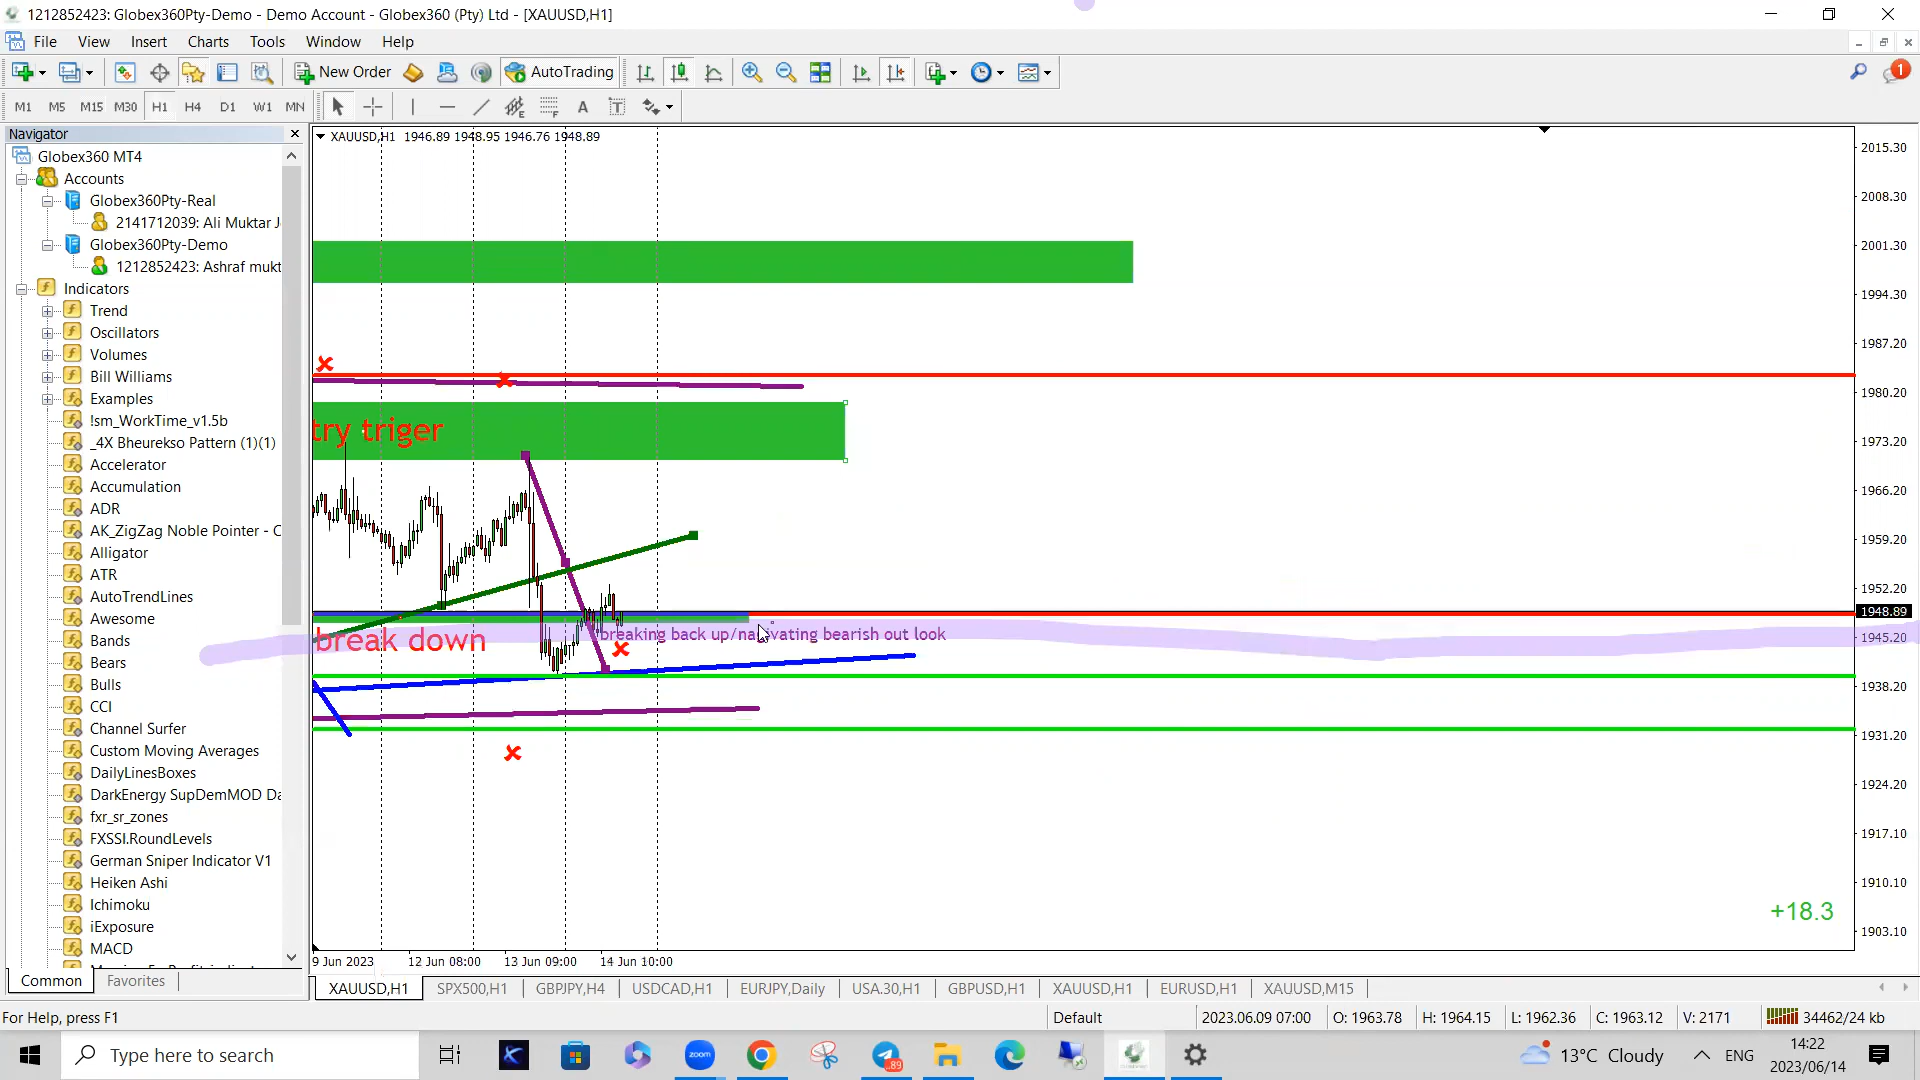 1212852423: Globex360Pty-Demo - Demo Account - Globex360 (Pty) Ltd - [XAUUSD,H1]
File View Insert Charts Tools Window Help
New Order AutoTrading 1
M1 M5 M15 M30 H1 H4 D1 W1 MN A T
Navigator
Globex360 MT4
Accounts
Globex360Pty-Real
2141712039: Ali Muktar J
Globex360Pty-Demo
1212852423: Ashraf mukt
Indicators
Trend
Oscillators
Volumes
Bill Williams
Examples
!sm_WorkTime_v1.5b
_4X Bheurekso Pattern (1)(1)
Accelerator
Accumulation
ADR
AK_ZigZag Noble Pointer - C
Alligator
ATR
AutoTrendLines
Awesome
Bands
Bears
Bulls
CCI
Channel Surfer
Custom Moving Averages
DailyLinesBoxes
DarkEnergy SupDemMOD Da
fxr_sr_zones
FXSSI.RoundLevels
German Sniper Indicator V1
Heiken Ashi
Ichimoku
iExposure
MACD
Common Favorites
XAUUSD,H1 1946.89 1948.95 1946.76 1948.89
try triger
break down
breaking back up/nativating bearish out look
2015.30
2008.30
2001.30
1994.30
1987.20
1980.20
1973.20
1966.20
1959.20
1952.20
1948.89
1945.20
1938.20
1931.20
1924.20
1917.10
1910.10
1903.10
+18.3
9 Jun 2023 12 Jun 08:00 13 Jun 09:00 14 Jun 10:00
XAUUSD,H1 SPX500,H1 GBPJPY,H4 USDCAD,H1 EURJPY,Daily USA.30,H1 GBPUSD,H1 XAUUSD,H1 EURUSD,H1 XAUUSD,M15
For Help, press F1 Default 2023.06.09 07:00 O: 1963.78 H: 1964.15 L: 1962.36 C: 1963.12 V: 2171 34462/24 kb
Type here to search zoom 89 13°C Cloudy ENG 14:22
2023/06/14